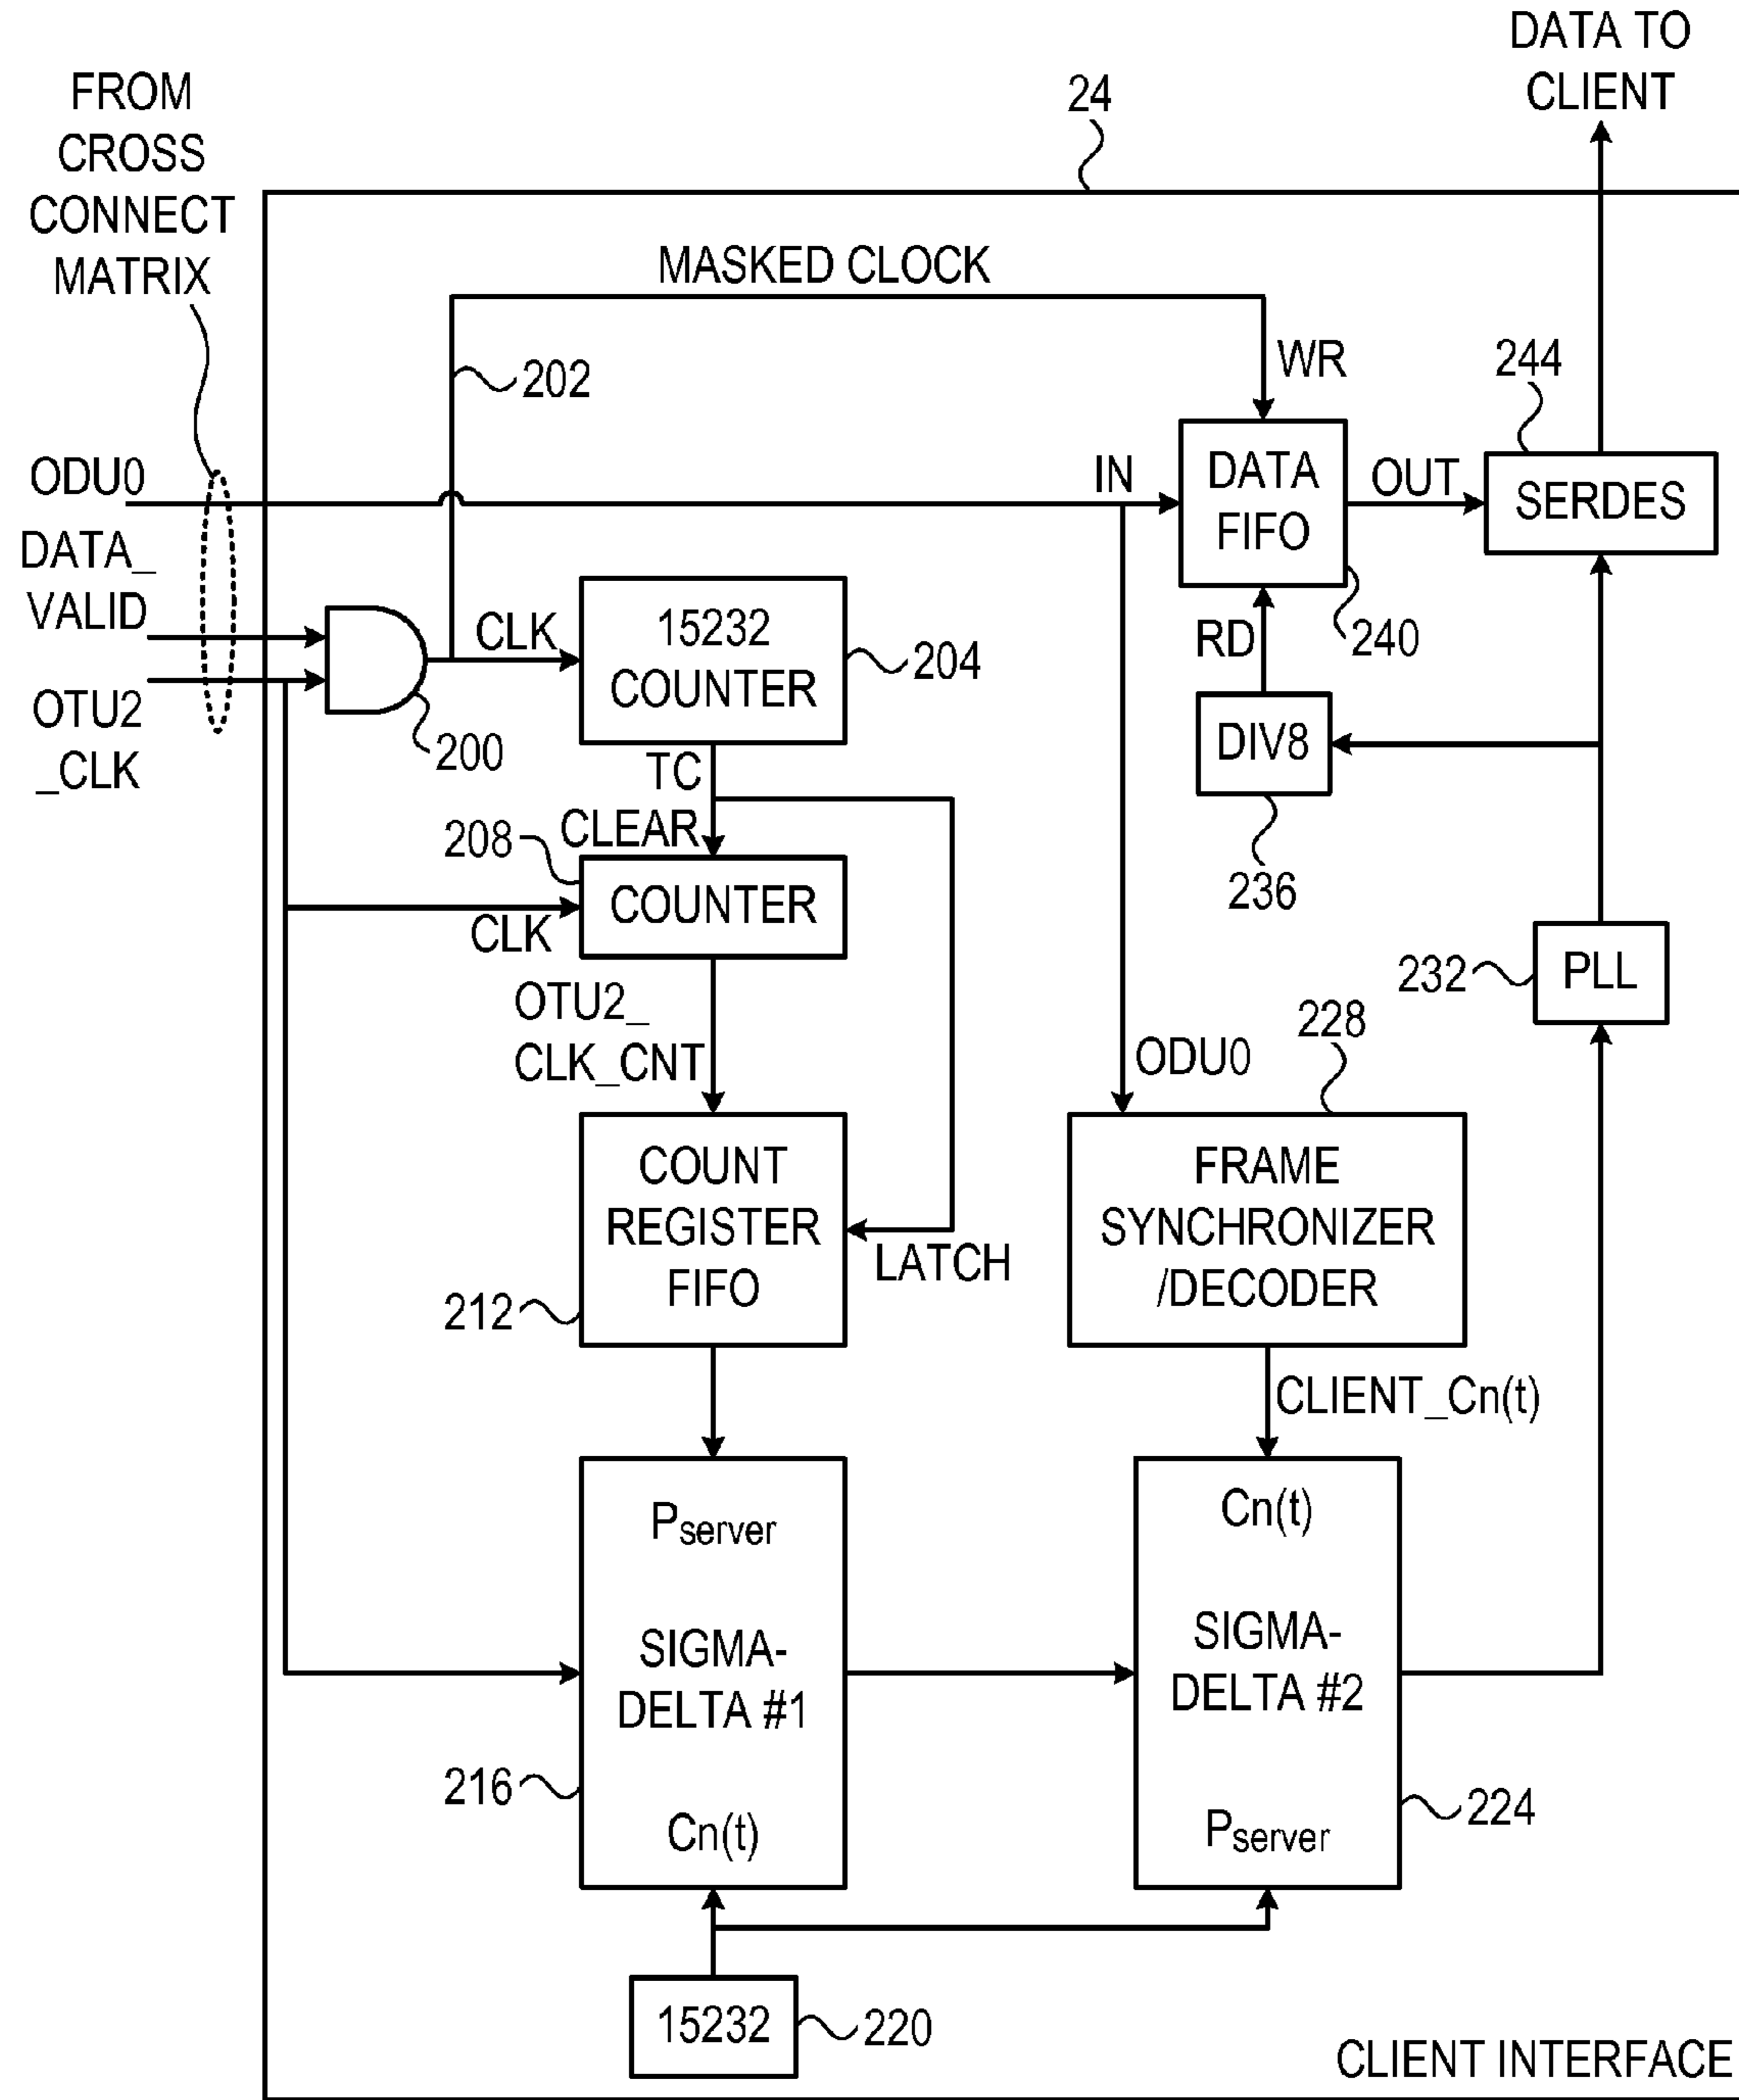 DATA TO
CLIENT
FROM
CROSS
CONNECT
MATRIX
24
MASKED CLOCK
202
WR
244
ODU0
IN
DATA
FIFO
OUT
SERDES
DATA_
VALID
CLK
15232
COUNTER
204
RD
240
OTU2
_CLK
200
TC
DIV8
CLEAR
208
COUNTER
236
CLK
232
PLL
OTU2_
CLK_CNT
228
ODU0
COUNT
REGISTER
FIFO
LATCH
FRAME
SYNCHRONIZER
/DECODER
212
CLIENT_Cn(t)
Pserver
Cn(t)
SIGMA-
DELTA #1
SIGMA-
DELTA #2
216
224
Cn(t)
Pserver
15232
220
CLIENT INTERFACE